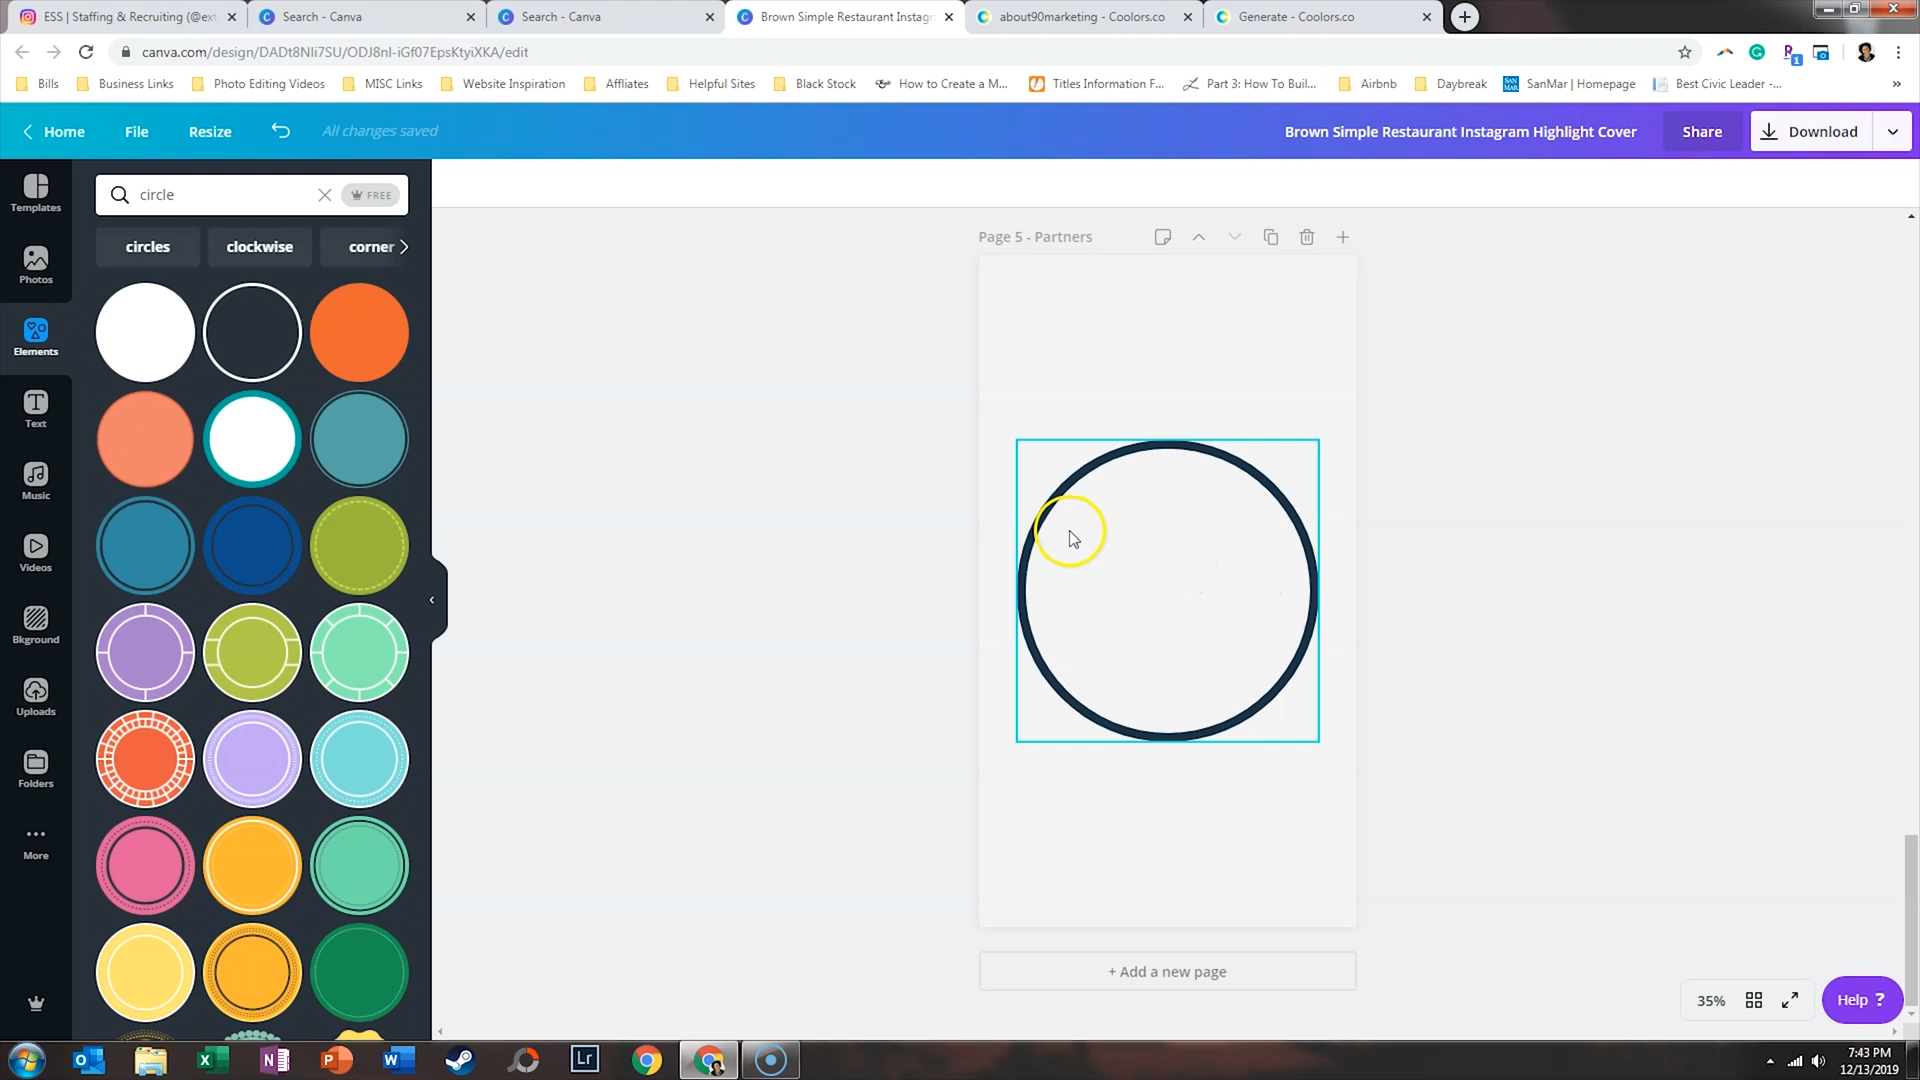 ESS | Staffing & Recruiting (@ext
Search - Canva
Search - Canva
Brown Simple Restaurant Instagr
about90marketing - Coolors.co
Generate - Coolors.co
canva.com/design/DADt8NIi7SU/ODJ8nI-iGf07EpsKtyiXKA/edit
1
Bills
Business Links
Photo Editing Videos
MISC Links
Website Inspiration
Affliates
Helpful Sites
Black Stock
How to Create a M...
Titles Information F...
Part 3: How To Buil...
Airbnb
Daybreak
SanMar | Homepage
Best Civic Leader -...
»
Home
File
Resize
All changes saved
Brown Simple Restaurant Instagram Highlight Cover
Share
Download
Templates
Photos
Elements
Text
Music
Videos
Bkground
Uploads
Folders
More
circle
FREE
circles
clockwise
corner
Page 5 - Partners
+ Add a new page
35%
Help ?
Lr
7:43 PM
12/13/2019